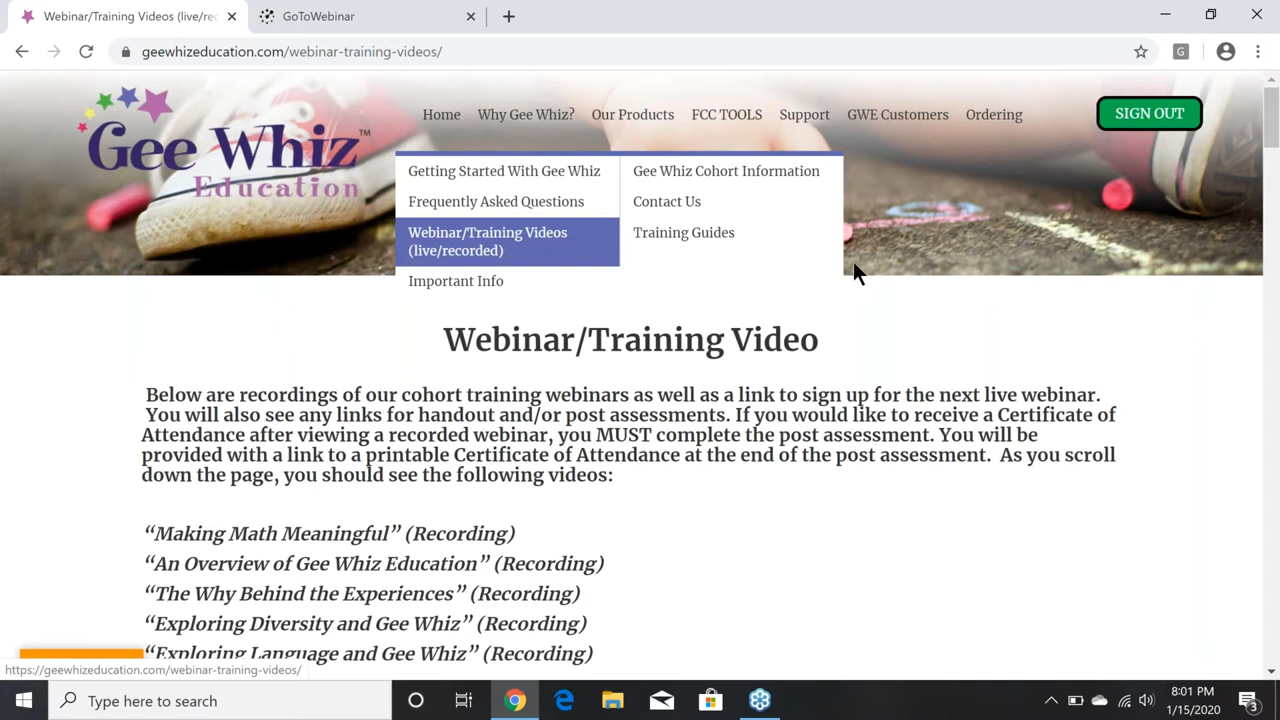 Webinar/Training Videos (live/rec
GoToWebinar
geewhizeducation.com/webinar-training-videos/
G
Gee Whiz™
Education
Home Why Gee Whiz? Our Products FCC TOOLS Support GWE Customers Ordering
SIGN OUT
Getting Started With Gee Whiz
Frequently Asked Questions
Webinar/Training Videos
(live/recorded)
Important Info
Gee Whiz Cohort Information
Contact Us
Training Guides
Webinar/Training Video
Below are recordings of our cohort training webinars as well as a link to sign up for the next live webinar.
You will also see any links for handout and/or post assessments. If you would like to receive a Certificate of
Attendance after viewing a recorded webinar, you MUST complete the post assessment. You will be
provided with a link to a printable Certificate of Attendance at the end of the post assessment. As you scroll
down the page, you should see the following videos:
“Making Math Meaningful” (Recording)
“An Overview of Gee Whiz Education” (Recording)
“The Why Behind the Experiences” (Recording)
“Exploring Diversity and Gee Whiz” (Recording)
“Exploring Language and Gee Whiz” (Recording)
https://geewhizeducation.com/webinar-training-videos/
Type here to search
8:01 PM
1/15/2020
3